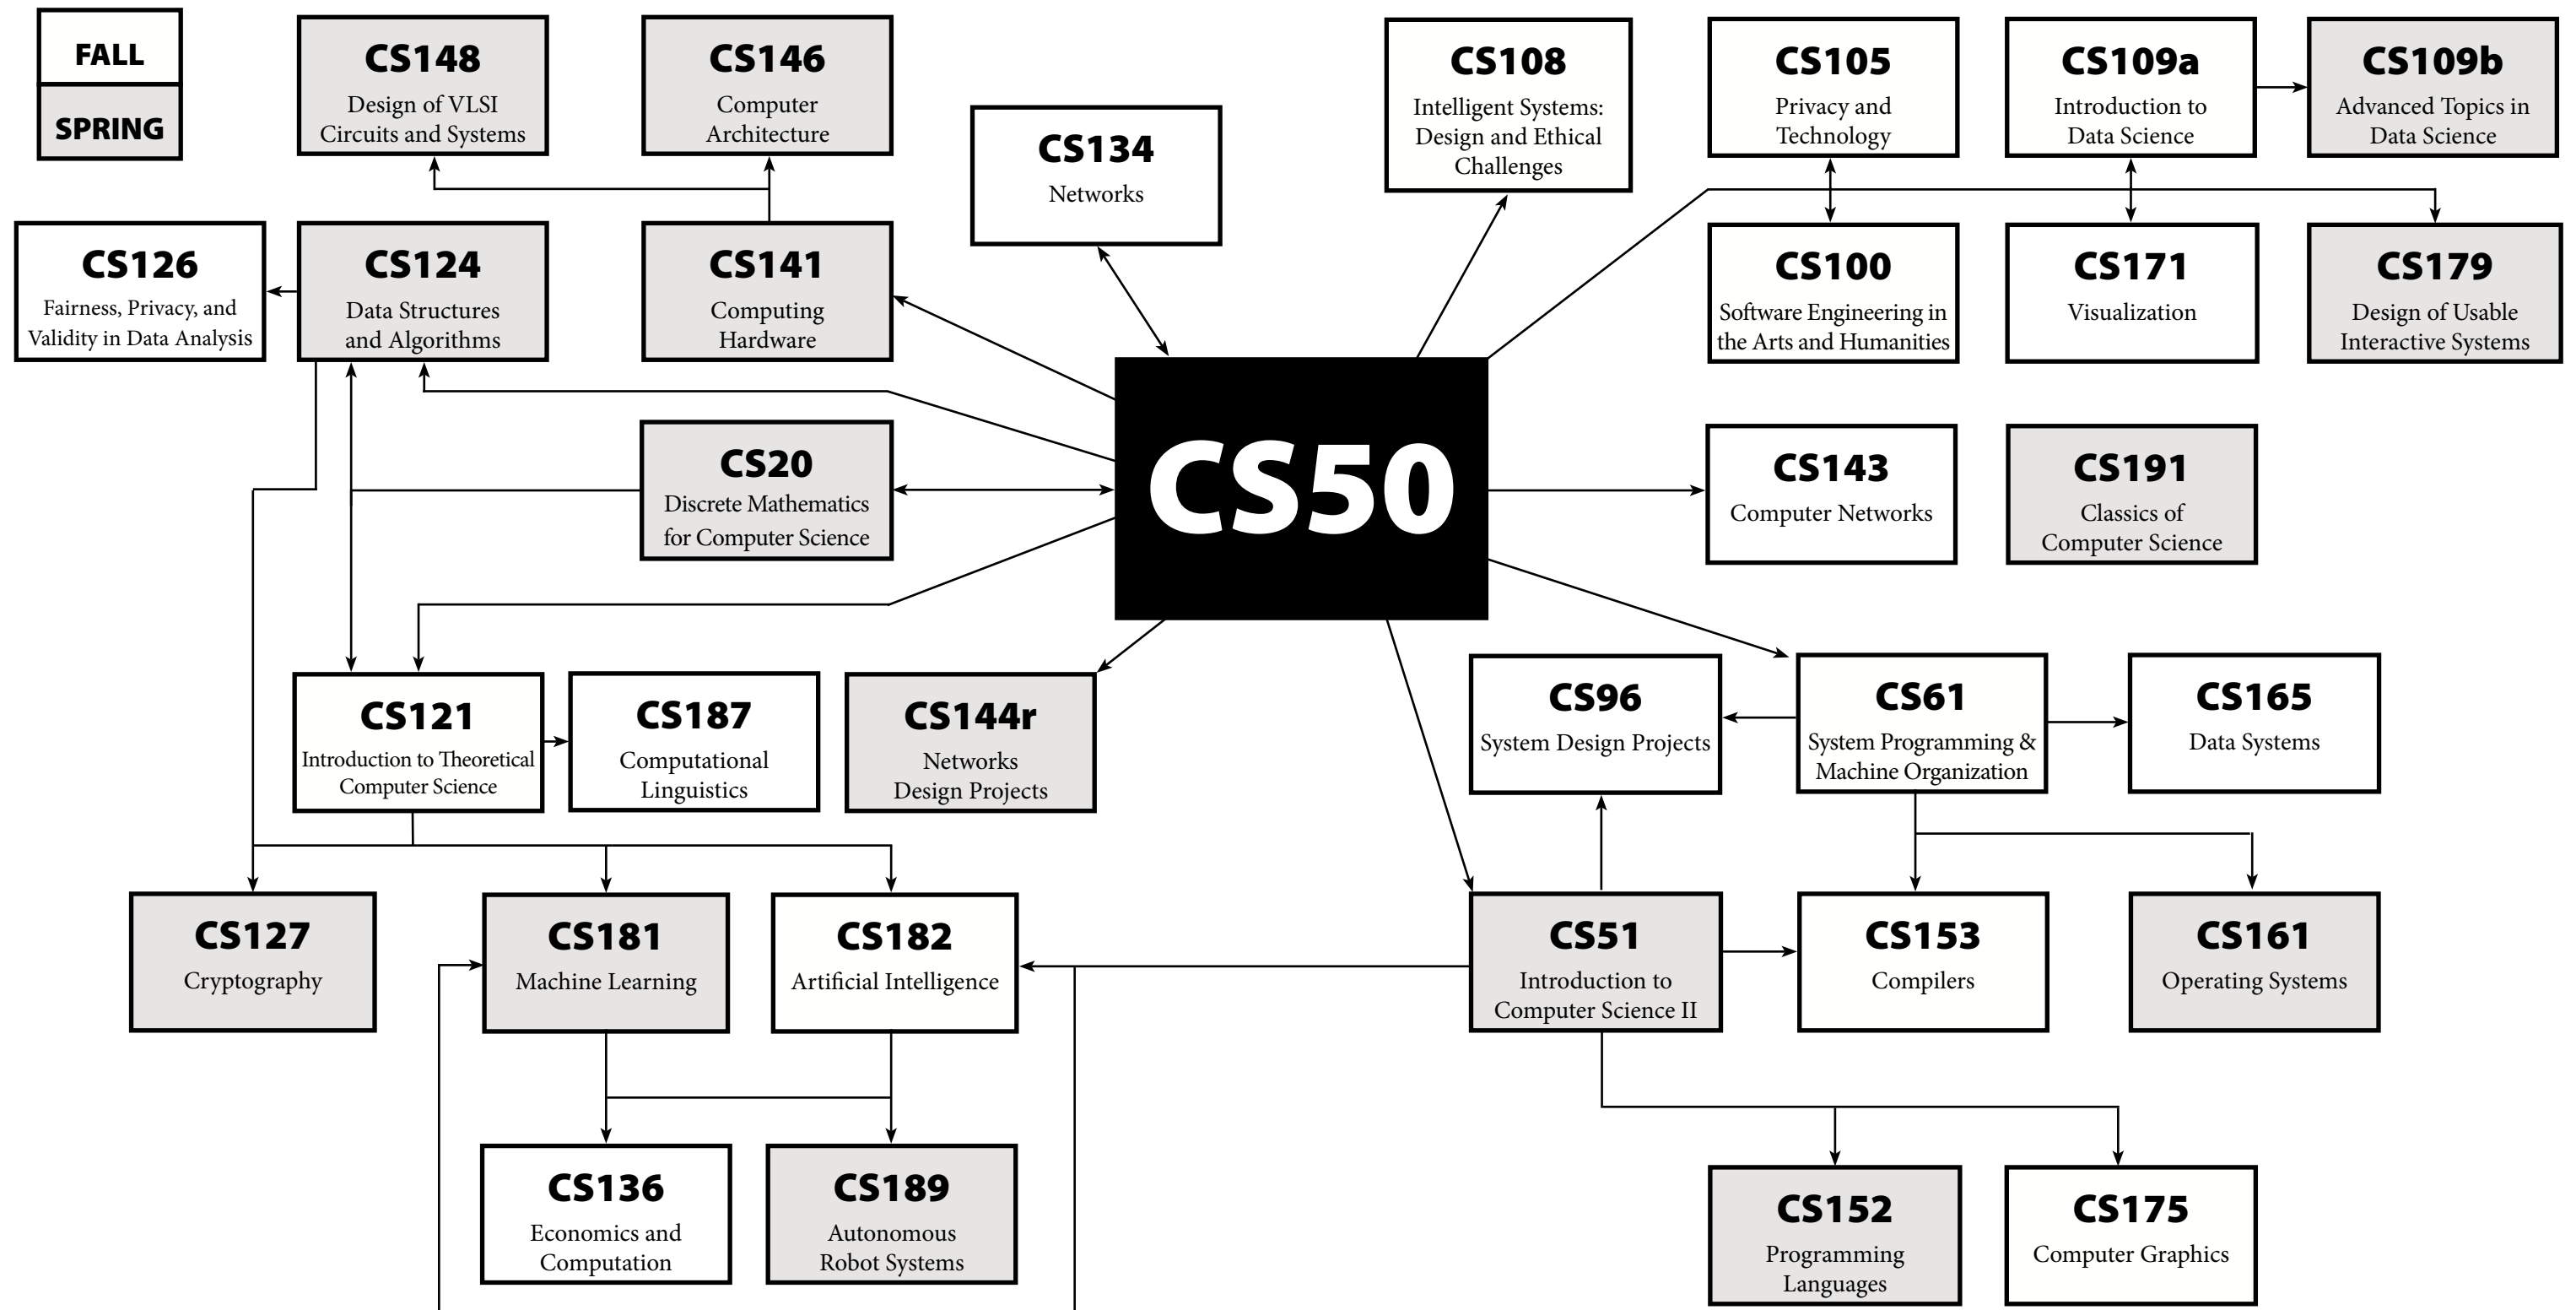 FALL
SPRING
CS148
Design of VLSI
Circuits and Systems
CS146
Computer
Architecture
CS134
Networks
CS108
Intelligent Systems:
Design and Ethical
Challenges
CS105
Privacy and
Technology
CS109a
Introduction to
Data Science
CS109b
Advanced Topics in
Data Science
CS126
Fairness, Privacy, and
Validity in Data Analysis
CS124
Data Structures
and Algorithms
CS141
Computing
Hardware
CS100
Software Engineering in
the Arts and Humanities
CS171
Visualization
CS179
Design of Usable
Interactive Systems
CS20
Discrete Mathematics
for Computer Science
CS50
CS143
Computer Networks
CS191
Classics of
Computer Science
CS121
Introduction to Theoretical
Computer Science
CS187
Computational
Linguistics
CS144r
Networks
Design Projects
CS96
System Design Projects
CS61
System Programming &
Machine Organization
CS165
Data Systems
CS127
Cryptography
CS181
Machine Learning
CS182
Artificial Intelligence
CS51
Introduction to
Computer Science II
CS153
Compilers
CS161
Operating Systems
CS136
Economics and
Computation
CS189
Autonomous
Robot Systems
CS152
Programming
Languages
CS175
Computer Graphics